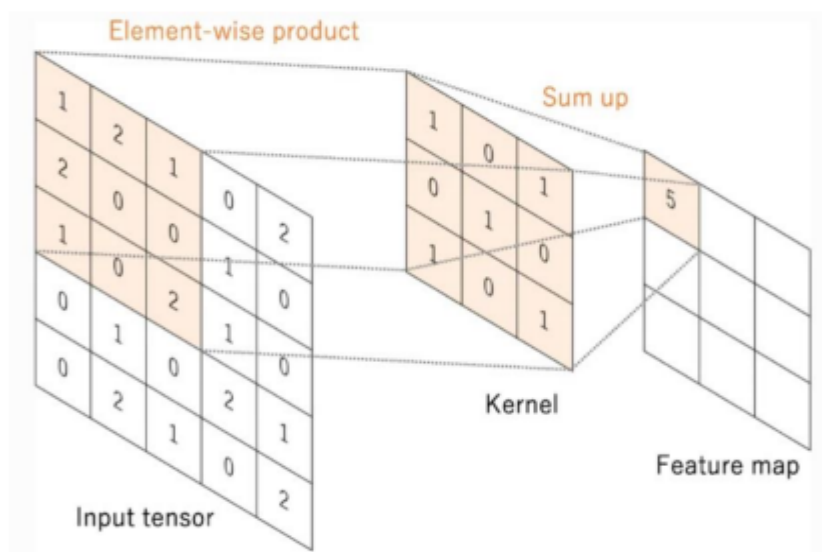 Element-wise product
Sum up
1 2 1 0 2
2 0 0 1 0
1 0 2 1 0
0 1 0 2 1
0 2 1 0 2
Input tensor
1 0 1
0 1 0
1 0 1
Kernel
5
Feature map